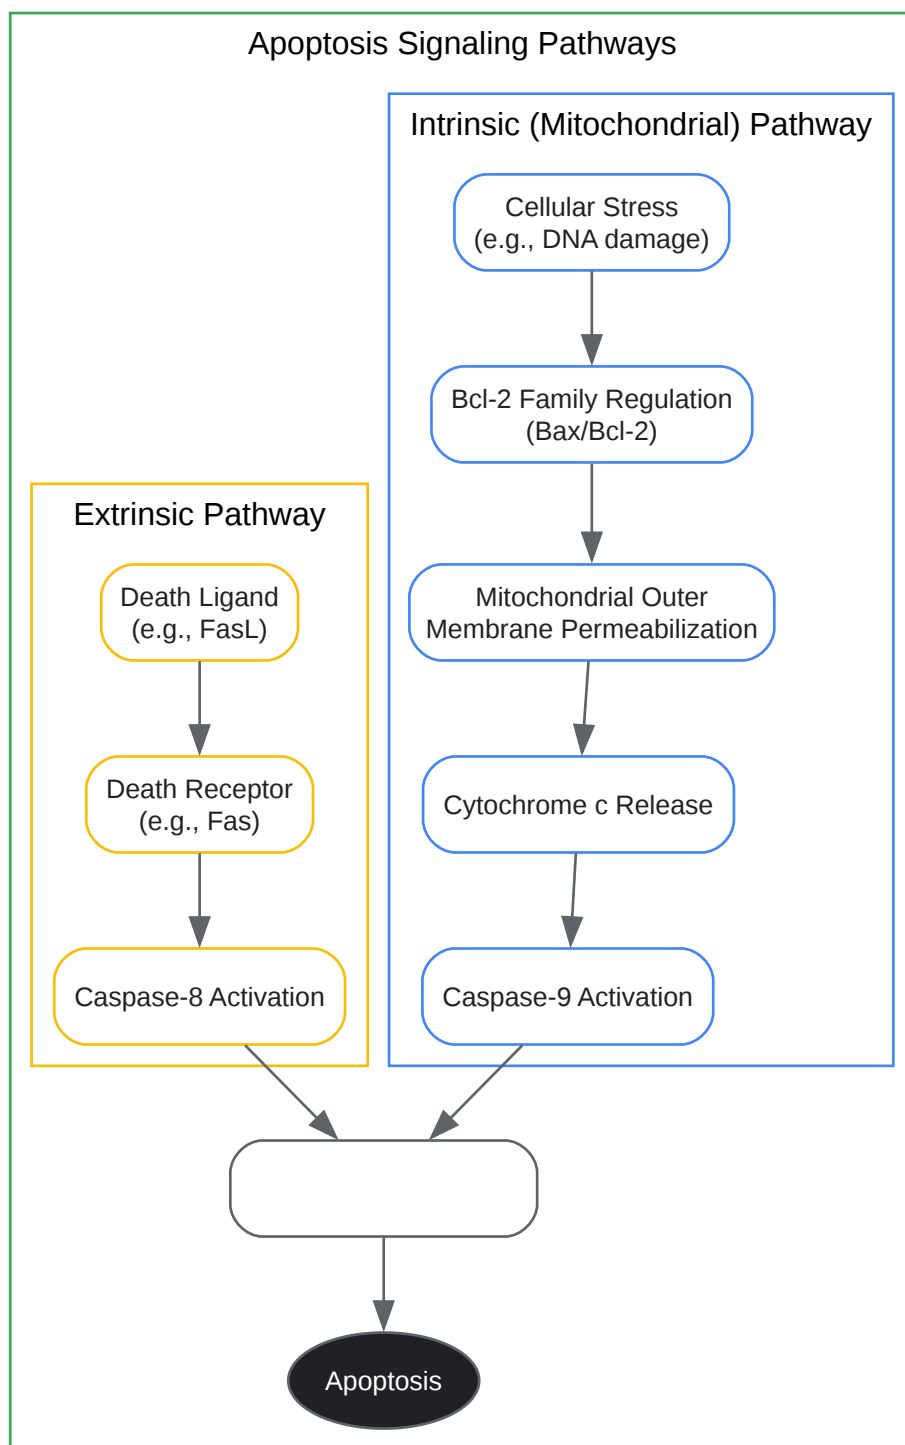 Apoptosis Signaling Pathways
Intrinsic (Mitochondrial) Pathway
Cellular Stress
(e.g., DNA damage)
Bcl-2 Family Regulation
(Bax/Bcl-2)
Mitochondrial Outer
Membrane Permeabilization
Cytochrome c Release
Caspase-9 Activation
Extrinsic Pathway
Death Ligand
(e.g., FasL)
Death Receptor
(e.g., Fas)
Caspase-8 Activation
Apoptosis